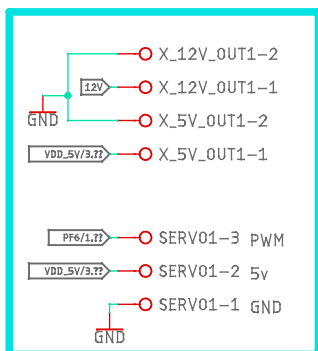 X_12V_OUT1-2
12V X_12V_OUT1-1
GND X_5V_OUT1-2
VDD_5V/3.?? X_5V_OUT1-1
PF6/1.?? SERVO1-3 PWM
VDD_5V/3.?? SERVO1-2 5v
SERVO1-1 GND
GND